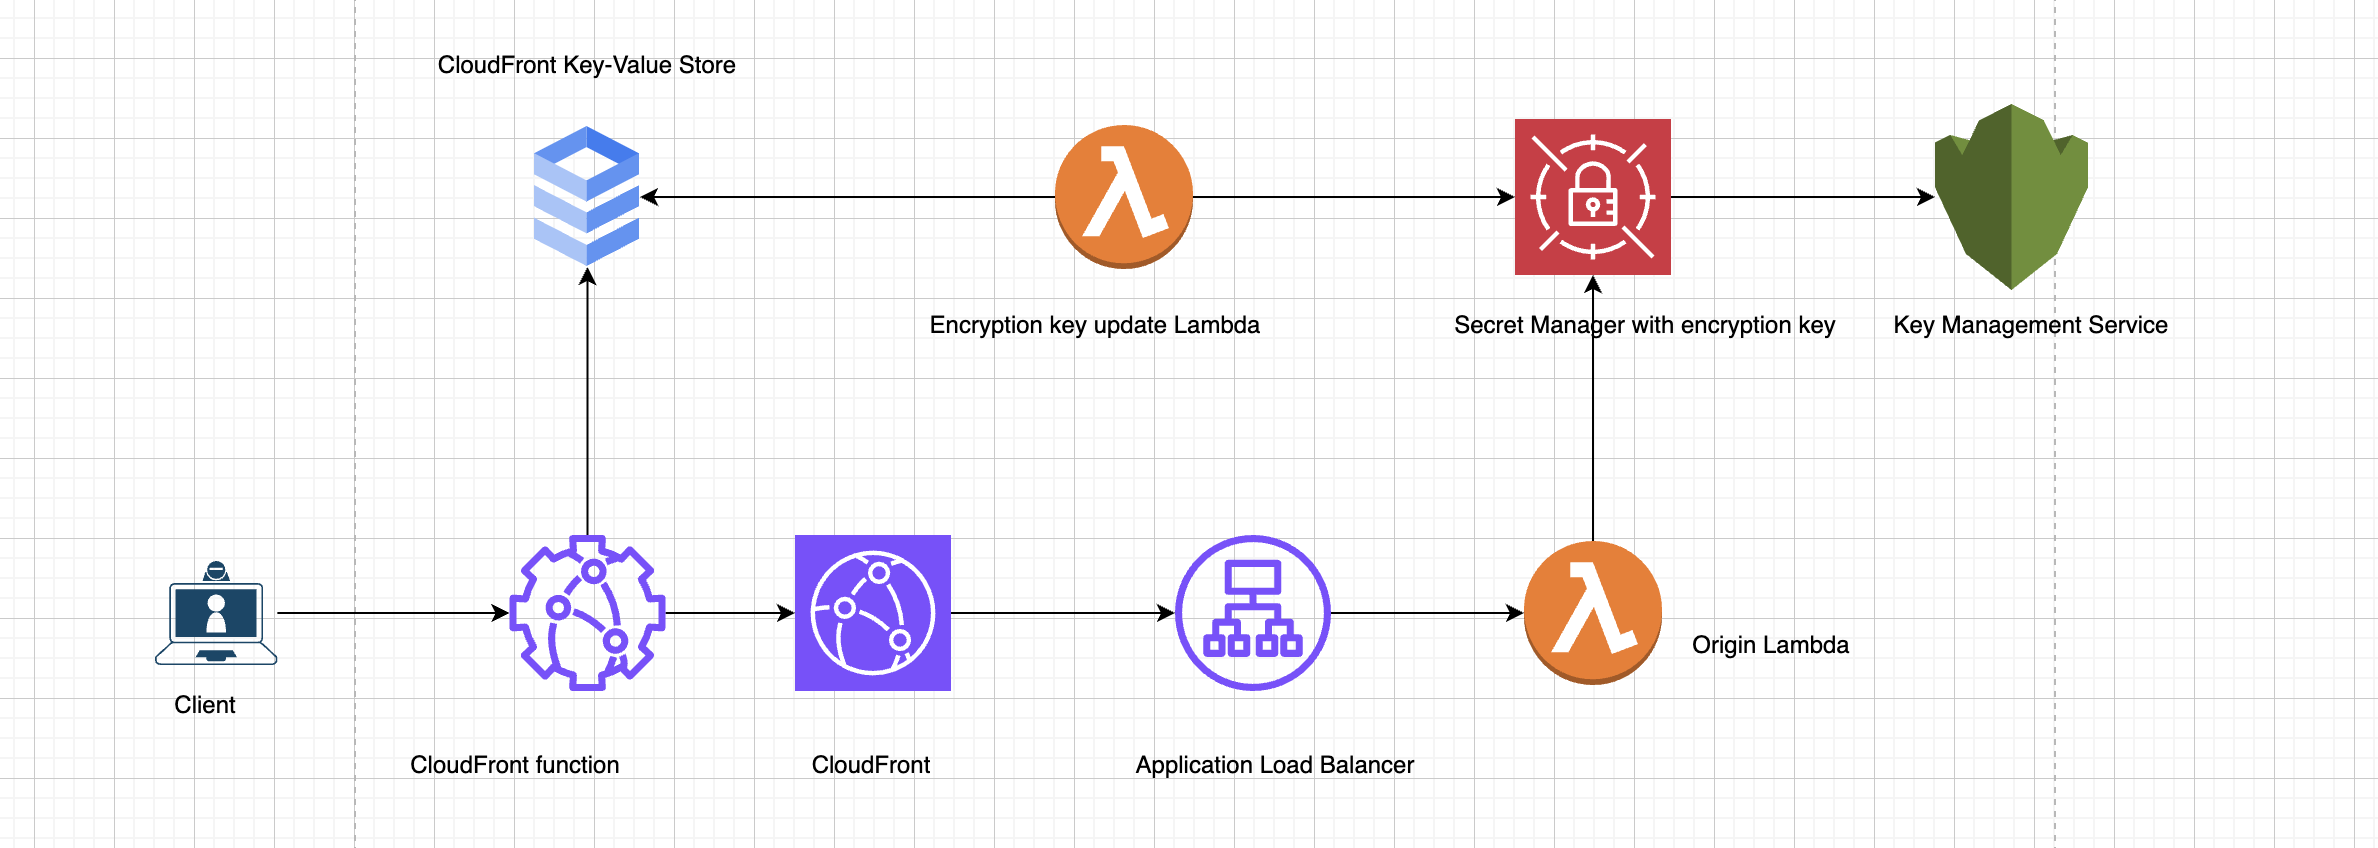 CloudFront Key-Value Store
Encryption key update Lambda
Secret Manager with encryption key
Key Management Service
Client
CloudFront function
CloudFront
Application Load Balancer
Origin Lambda